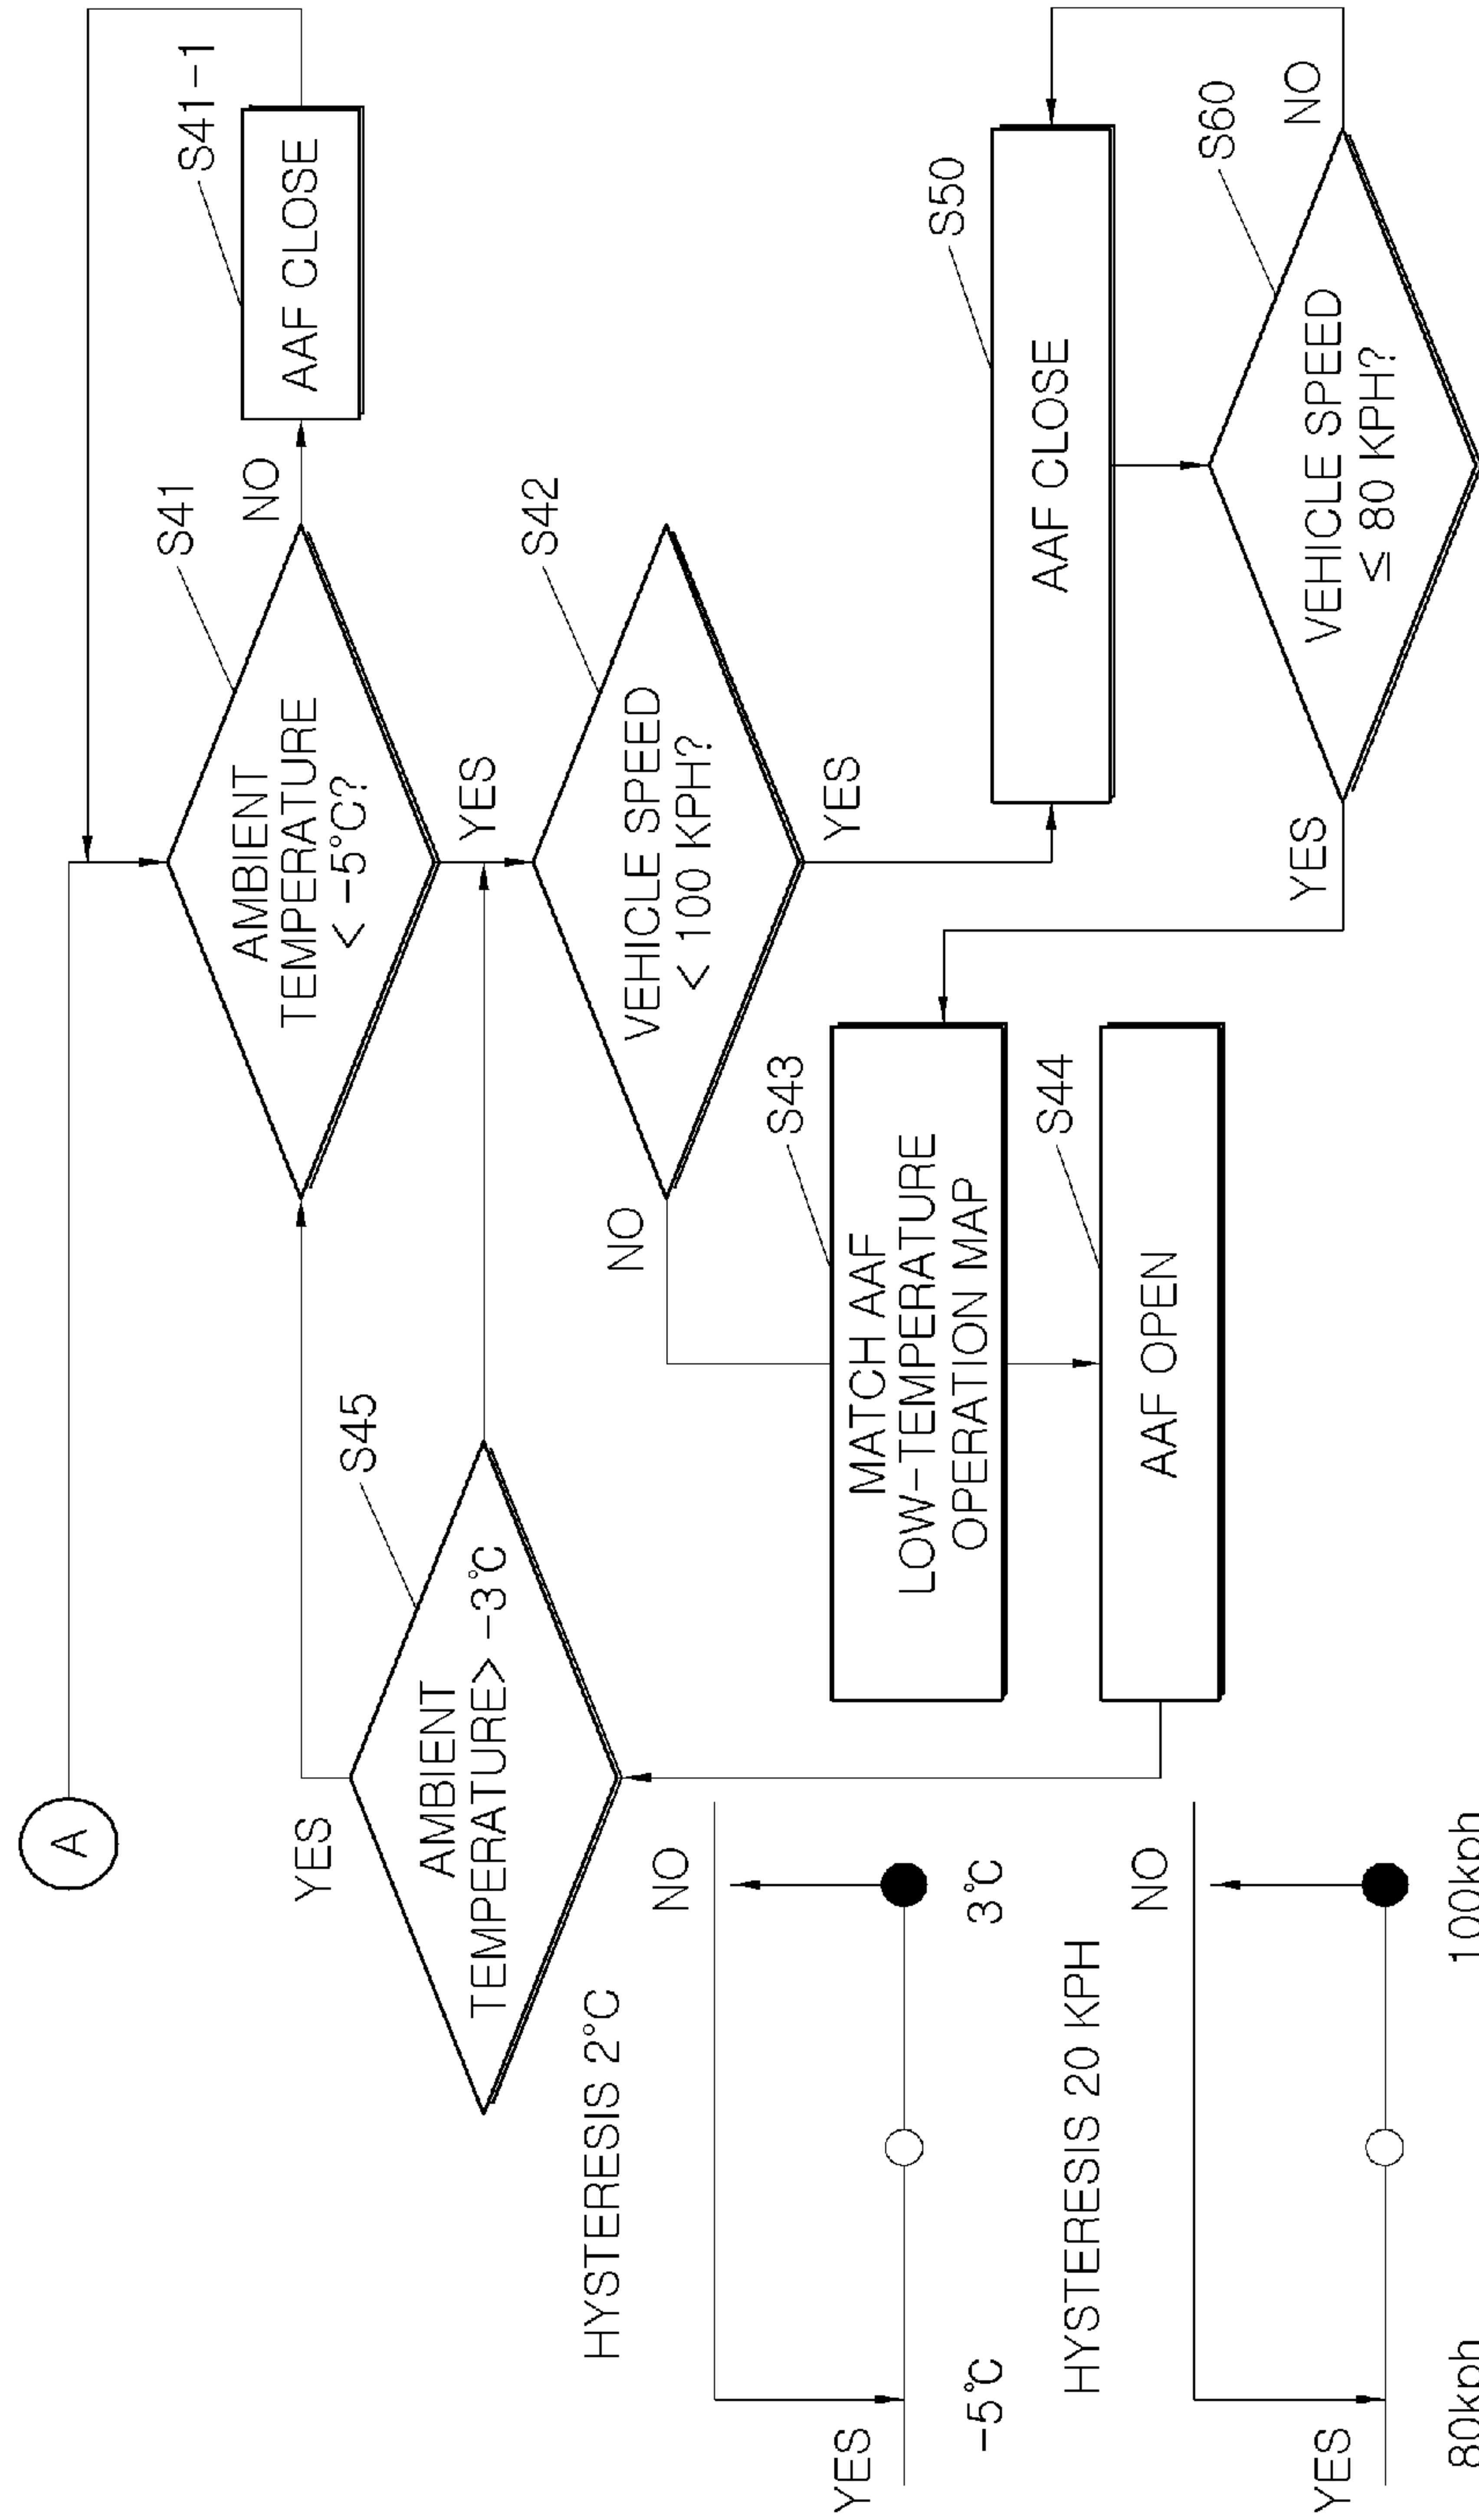 A
S41
AMBIENT
TEMPERATURE
< -5°C?
NO
S41-1
AAF CLOSE
YES
YES
S45
AMBIENT
TEMPERATURE> -3°C
S42
VEHICLE SPEED
< 100 KPH?
NO
YES
HYSTERESIS 2°C
NO
YES
-5°C
3°C
S43
MATCH AAF
LOW-TEMPERATURE
OPERATION MAP
S50
AAF CLOSE
S44
AAF OPEN
HYSTERESIS 20 KPH
NO
YES
80kph
100kph
S60
VEHICLE SPEED
≤ 80 KPH?
YES
NO